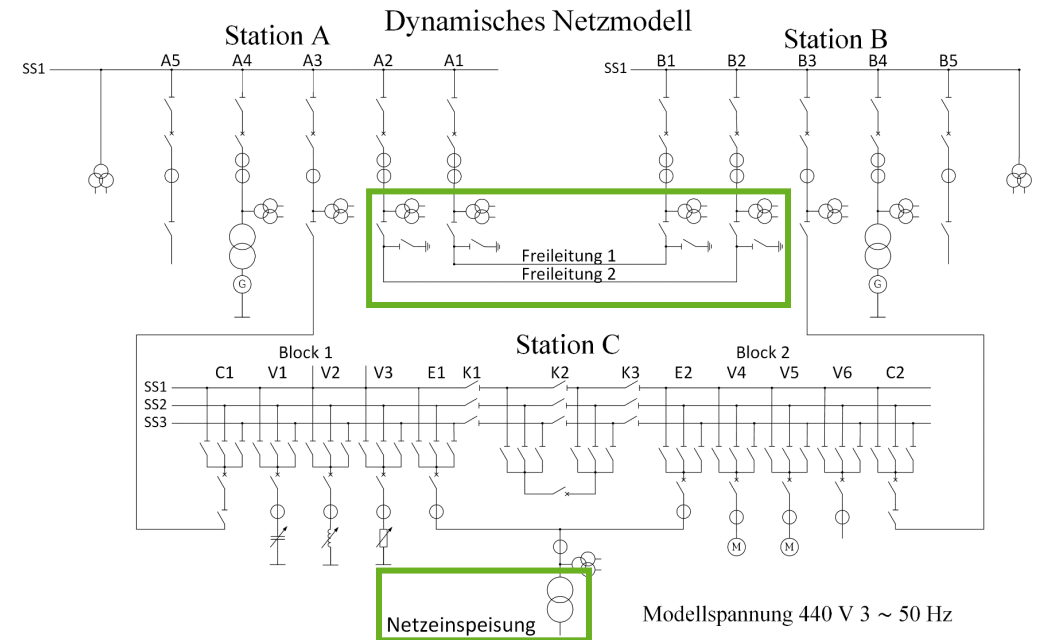 Dynamisches Netzmodell
Station A
Station B
SS1 A5 A4 A3 A2 A1
SS1 B1 B2 B3 B4 B5
Freileitung 1
Freileitung 2
G
G
Station C
Block 1
Block 2
C1 V1 V2 V3 E1 K1 K2 K3 E2 V4 V5 V6 C2
SS1
SS2
SS3
M
M
Netzeinspeisung
Modellspannung 440 V 3 ~ 50 Hz